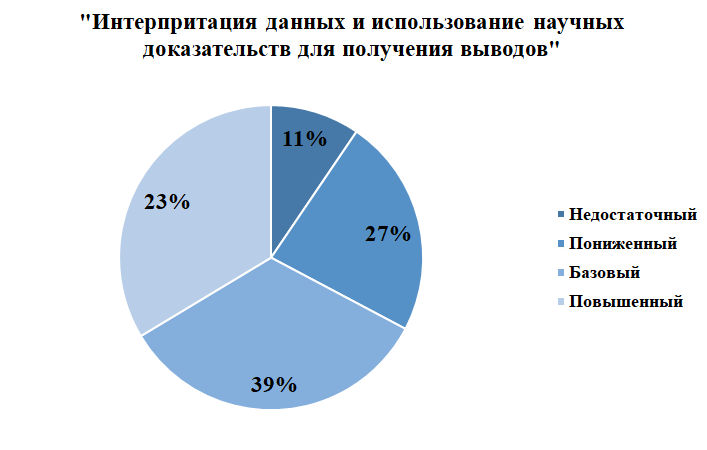 "Интерпритация данных и использование научных
доказательств для получения выводов"
11%
27%
39%
23%
Недостаточный
Пониженный
Базовый
Повышенный